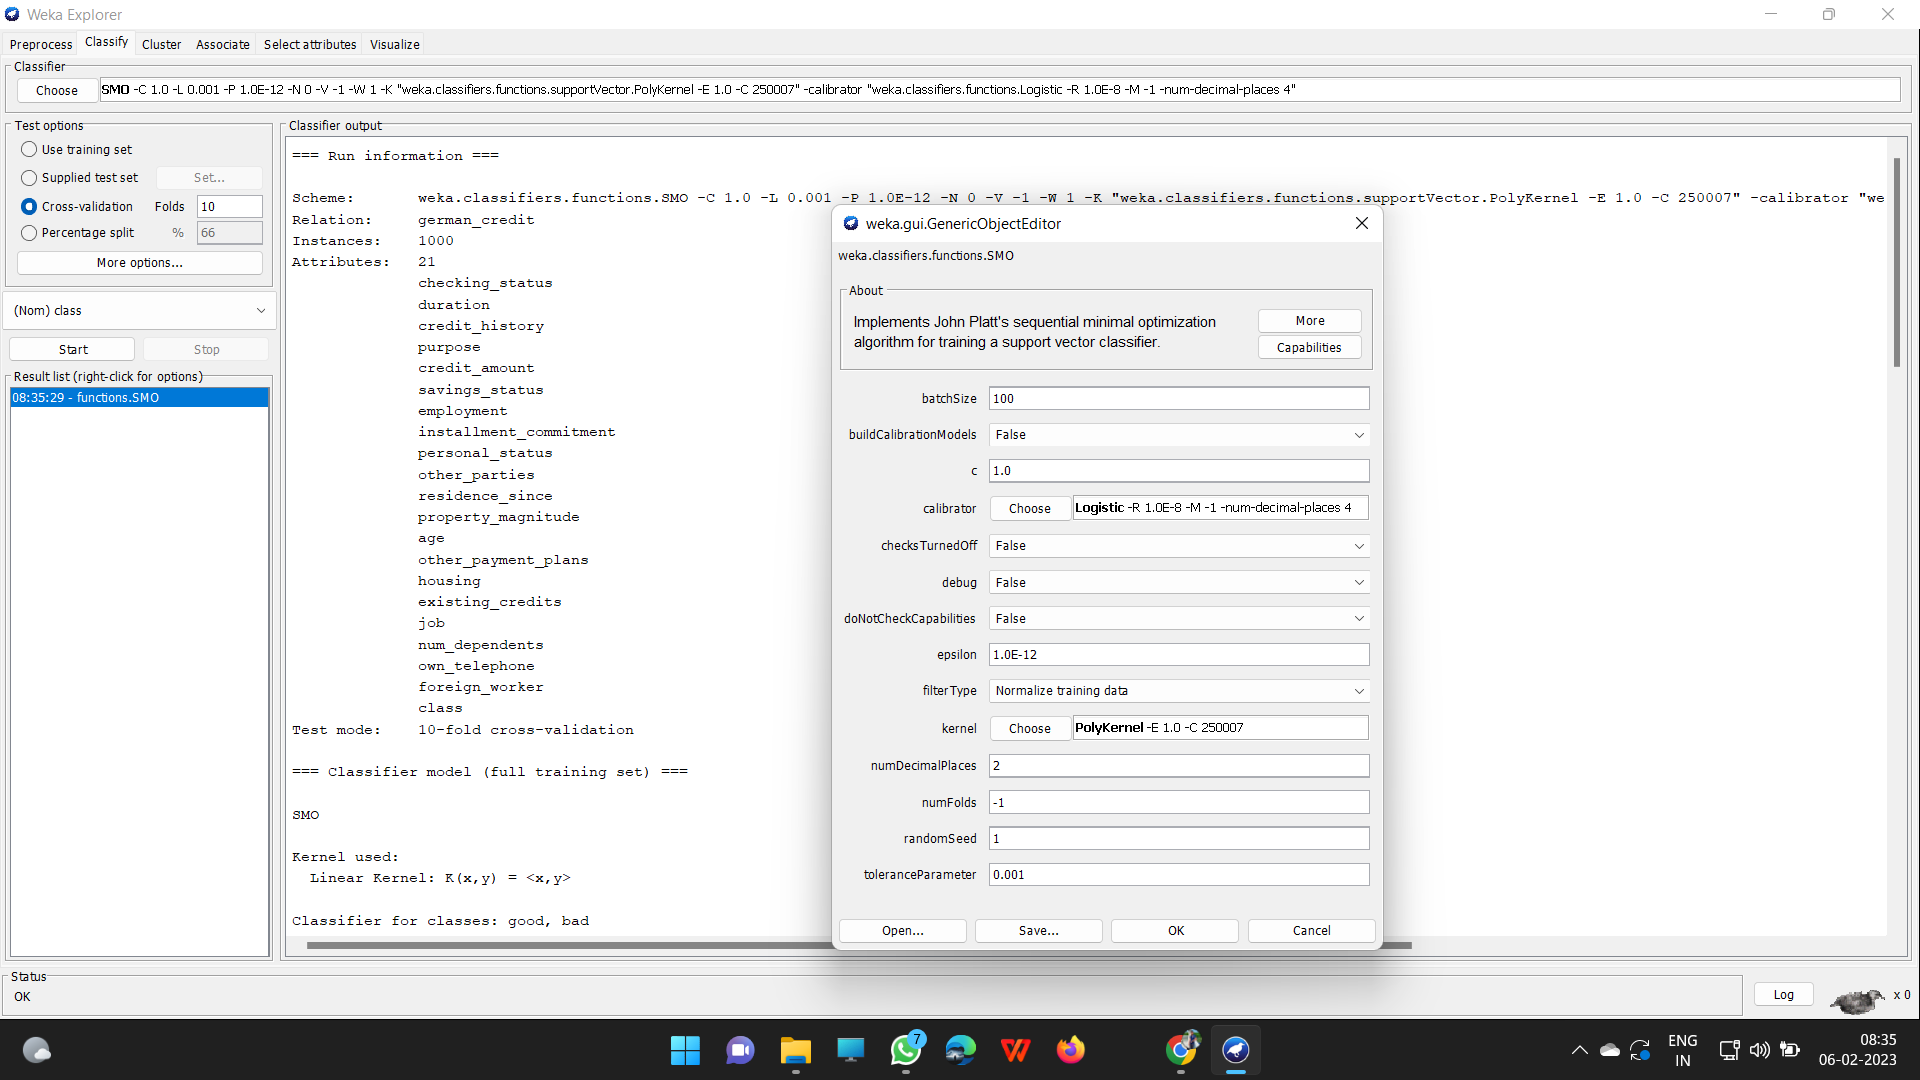 Weka Explorer
Preprocess Classify Cluster Associate Select attributes Visualize
Classifier
Choose SMO -C 1.0 -L 0.001 -P 1.0E-12 -N 0 -V -1 -W 1 -K "weka.classifiers.functions.supportVector.PolyKernel -E 1.0 -C 250007" -calibrator "weka.classifiers.functions.Logistic -R 1.0E-8 -M -1 -num-decimal-places 4"
Test options
Use training set
Supplied test set Set...
Cross-validation Folds 10
Percentage split % 66
More options...
(Nom) class
Start Stop
Result list (right-click for options)
08:35:29 - functions.SMO
Classifier output
=== Run information ===
Scheme: weka.classifiers.functions.SMO -C 1.0 -L 0.001 -P 1.0E-12 -N 0 -V -1 -W 1 -K "weka.classifiers.functions.supportVector.PolyKernel -E 1.0 -C 250007" -calibrator "we
Relation: german_credit
Instances: 1000
Attributes: 21
checking_status
duration
credit_history
purpose
credit_amount
savings_status
employment
installment_commitment
personal_status
other_parties
residence_since
property_magnitude
age
other_payment_plans
housing
existing_credits
job
num_dependents
own_telephone
foreign_worker
class
Test mode: 10-fold cross-validation
=== Classifier model (full training set) ===
SMO
Kernel used:
Linear Kernel: K(x,y) = <x,y>
Classifier for classes: good, bad
weka.gui.GenericObjectEditor
weka.classifiers.functions.SMO
About
Implements John Platt's sequential minimal optimization
algorithm for training a support vector classifier.
More
Capabilities
batchSize 100
buildCalibrationModels False
c 1.0
calibrator Choose Logistic -R 1.0E-8 -M -1 -num-decimal-places 4
checksTurnedOff False
debug False
doNotCheckCapabilities False
epsilon 1.0E-12
filterType Normalize training data
kernel Choose PolyKernel -E 1.0 -C 250007
numDecimalPlaces 2
numFolds -1
randomSeed 1
toleranceParameter 0.001
Open... Save... OK Cancel
Status
OK
Log x 0
7
ENG
IN
08:35
06-02-2023